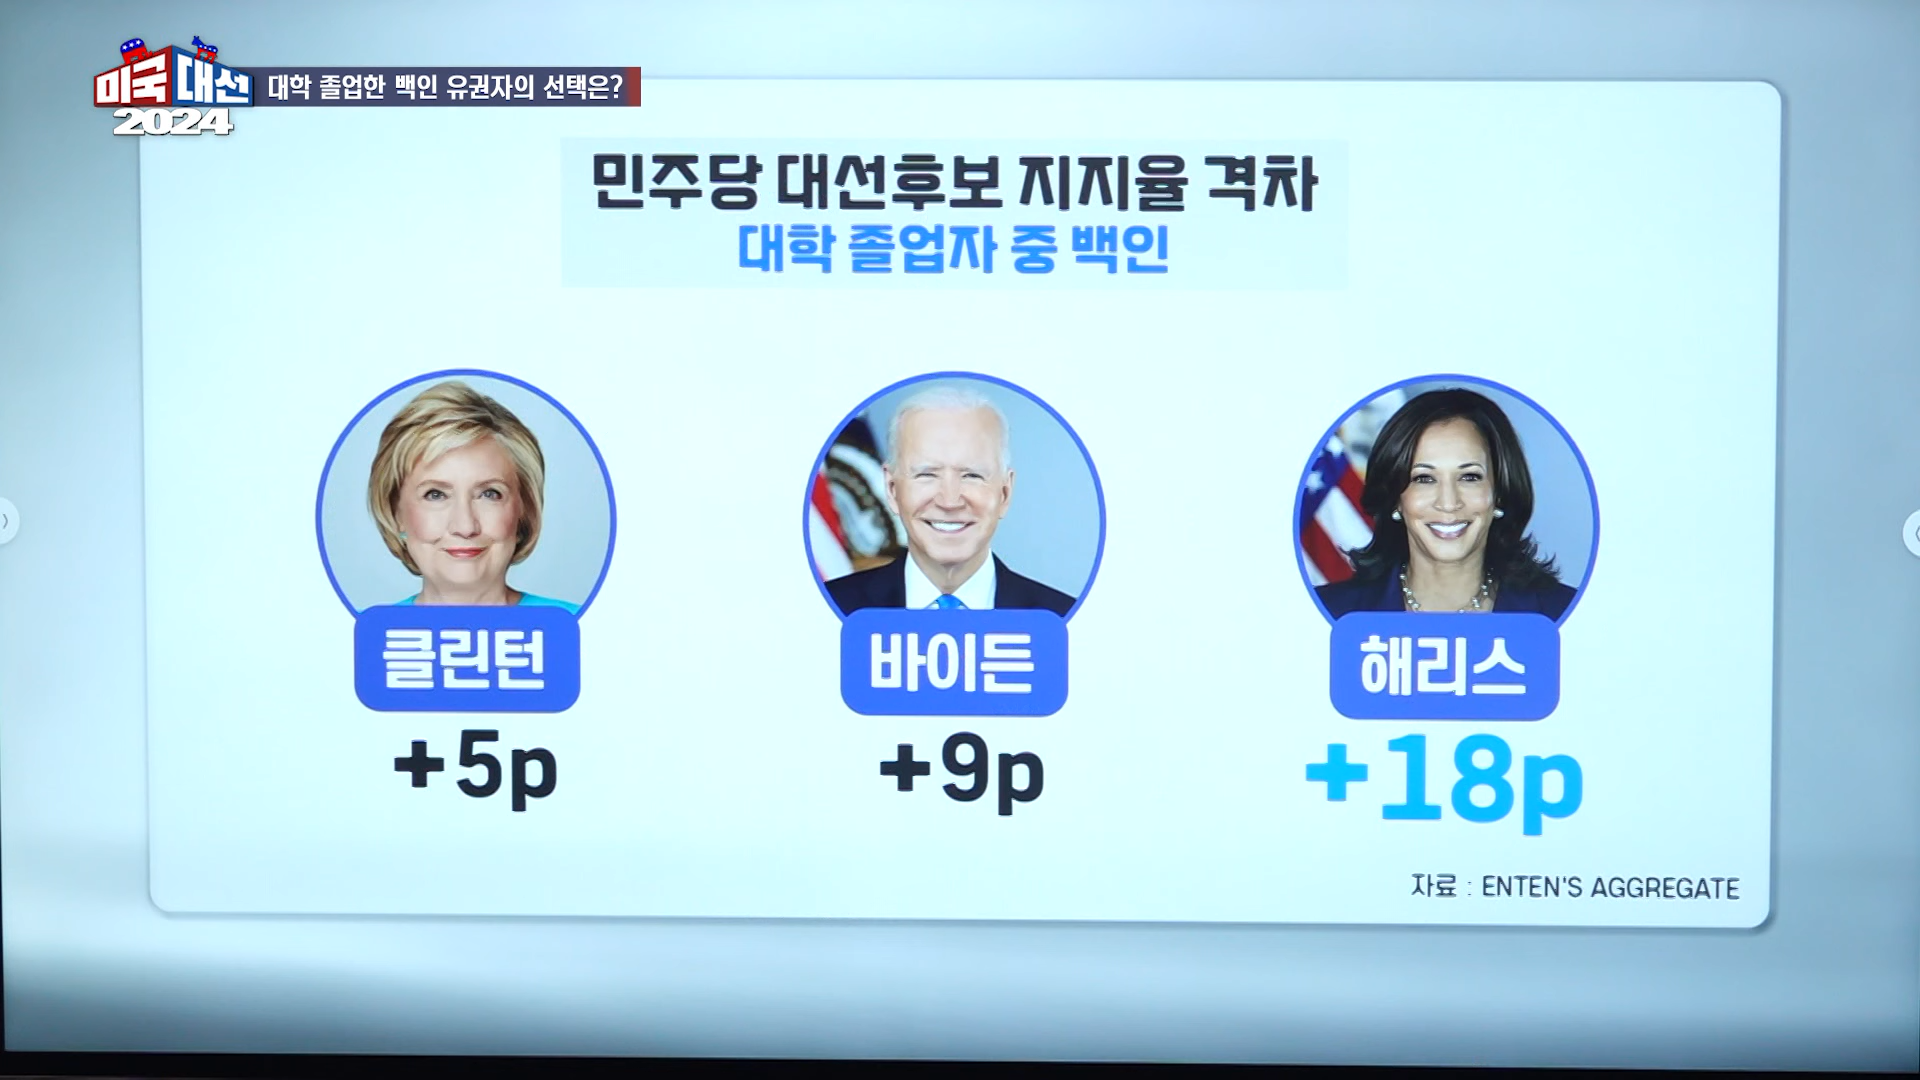 미국 대선
2024
대학 졸업한 백인 유권자의 선택은?
민주당 대선후보 지지율 격차
대학 졸업자 중 백인
클린턴
바이든
해리스
+5p
+9p
+18p
자료 : ENTEN'S AGGREGATE